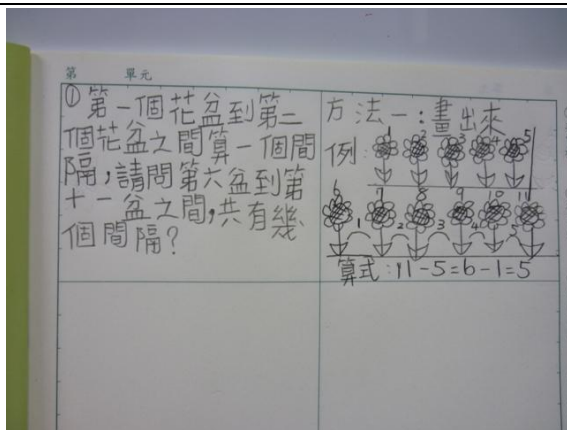 第 單元
①第一個花盆到第二
個花盆之間算一個間
隔,請問第六盆到第
十一盆之間,共有幾
個間隔?
方法一:畫出來
例:
1 2 3 4 5
6 7 8 9 10 11
1 2 3 4 5
算式:11-5=6-1=5